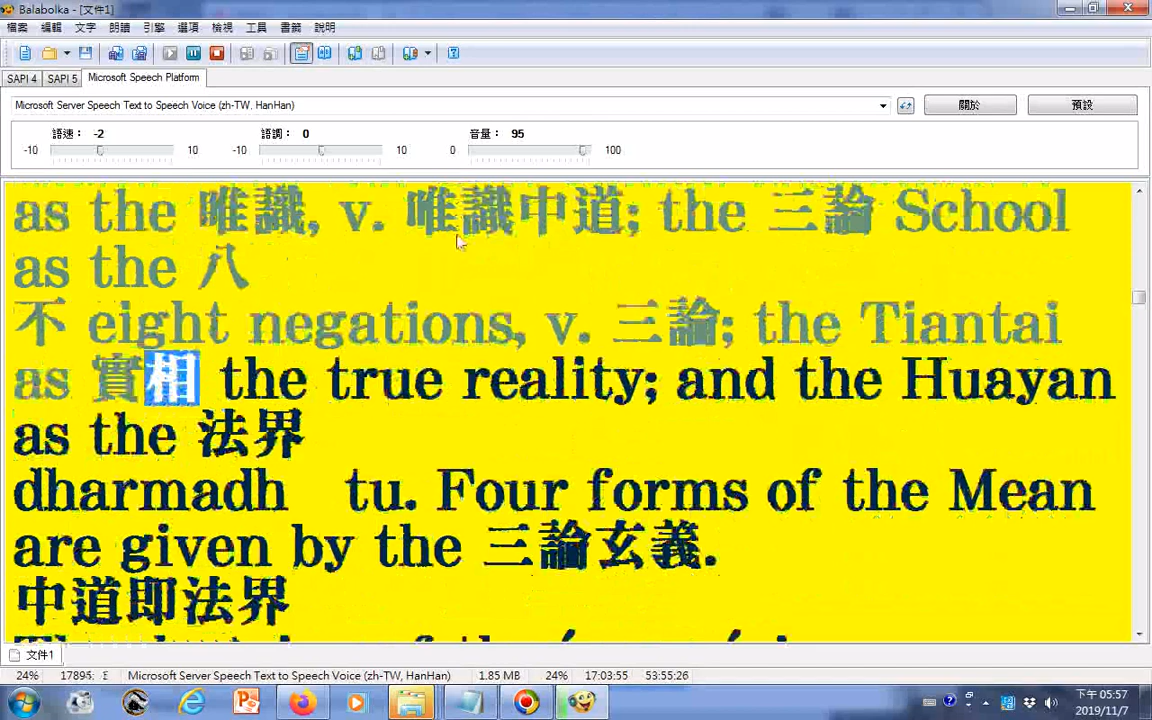 Balabolka - [文件1]
檔案 編輯 文字 朗讀 引擎 選項 檢視 工具 書籤 說明
SAPI 4 SAPI 5 Microsoft Speech Platform
Microsoft Server Speech Text to Speech Voice (zh-TW, HanHan) 關於 預設
語速： -2 語調： 0 音量： 95
-10 10 -10 10 0 100
as the 唯識, v. 唯識中道; the 三論 School
as the 八
不 eight negations, v. 三論; the Tiantai
as 實相 the true reality; and the Huayan
as the 法界
dharmadh tu. Four forms of the Mean
are given by the 三論玄義.
中道即法界
文件1
24% 17895: Microsoft Server Speech Text to Speech Voice (zh-TW, HanHan) 1.85 MB 24% 17:03:55 53:55:26
下午 05:57
2019/11/7